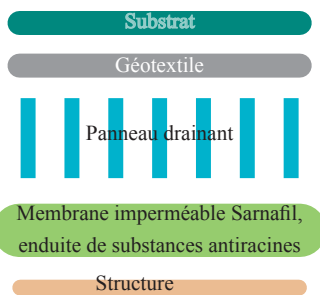 Substrat
Géotextile
Panneau drainant
Membrane imperméable Sarnafil,
enduite de substances antiracines
Structure